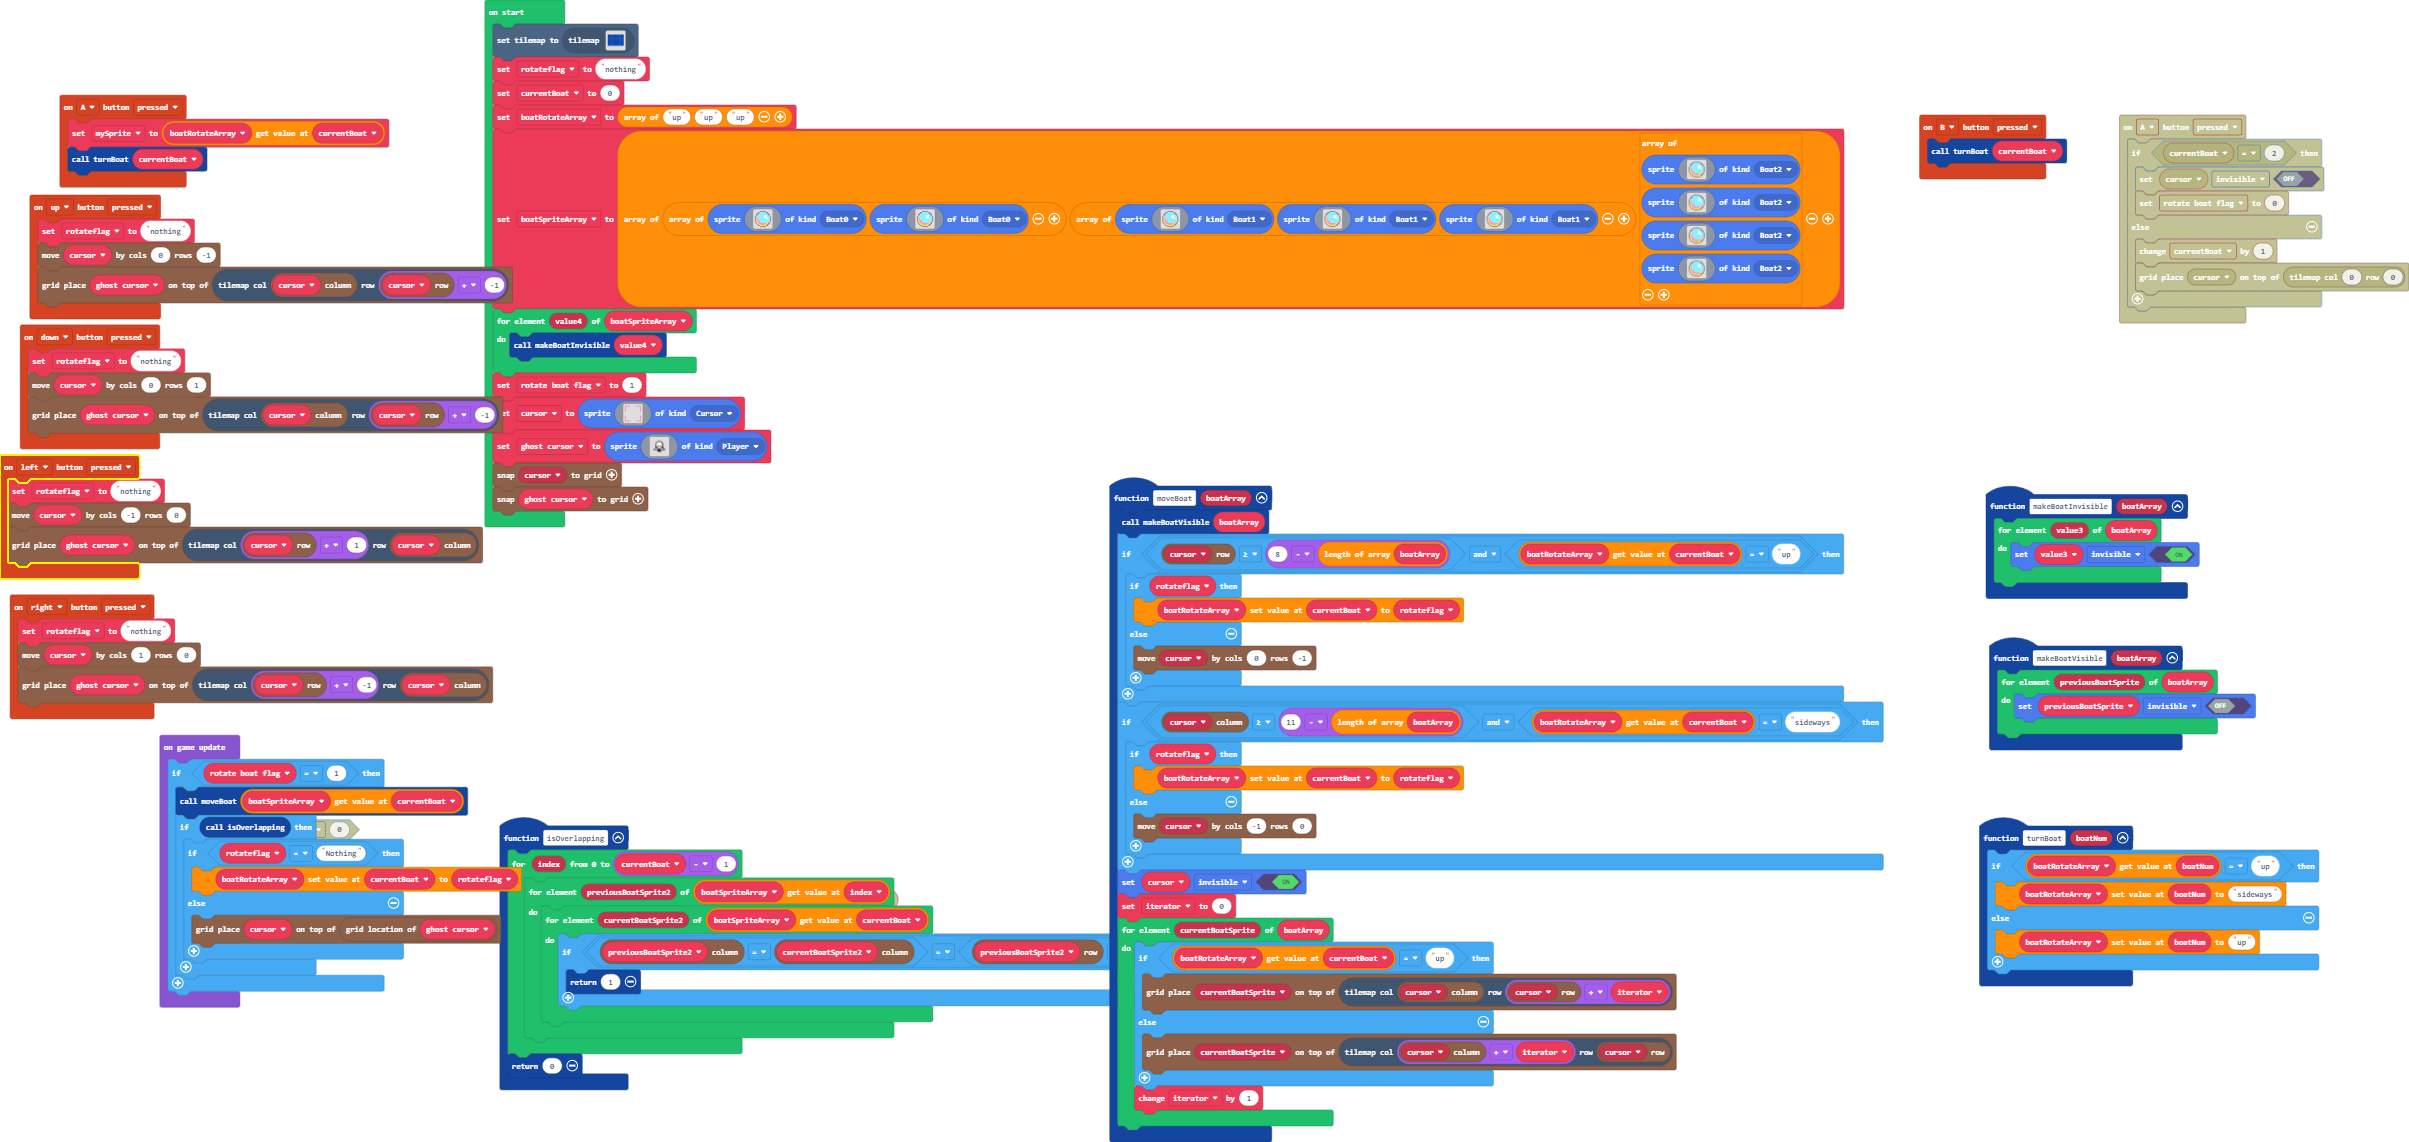 on start
set tilemap to tilemap
set rotateflag to "nothing"
set currentBoat to 0
set boatRotateArray to array of "up" "up" "up"
set boatSpriteArray to array of array of sprite of kind Boat0 sprite of kind Boat0 array of sprite of kind Boat1 sprite of kind Boat1 sprite of kind Boat1
array of
sprite of kind Boat2
sprite of kind Boat2
sprite of kind Boat2
sprite of kind Boat2
for element value4 of boatSpriteArray
do
call makeBoatInvisible value4
set rotate boat flag to 1
et cursor to sprite of kind Cursor
set ghost cursor to sprite of kind Player
snap cursor to grid
snap ghost cursor to grid
on A button pressed
set mySprite to boatRotateArray get value at currentBoat
call turnBoat currentBoat
on up button pressed
set rotateflag to "nothing"
move cursor by cols 0 rows -1
grid place ghost cursor on top of tilemap col cursor column row cursor row + -1
on down button pressed
set rotateflag to "nothing"
move cursor by cols 0 rows 1
grid place ghost cursor on top of tilemap col cursor column row cursor row + -1
on left button pressed
set rotateflag to "nothing"
move cursor by cols -1 rows 0
grid place ghost cursor on top of tilemap col cursor row + 1 row cursor column
on right button pressed
set rotateflag to "nothing"
move cursor by cols 1 rows 0
grid place ghost cursor on top of tilemap col cursor row + -1 row cursor column
on game update
if rotate boat flag = 1 then
call moveBoat boatSpriteArray get value at currentBoat
if call isOverlapping then 0
if rotateflag = "Nothing" then
boatRotateArray set value at currentBoat to rotateflag
else
grid place cursor on top of grid location of ghost cursor
function isOverlapping
for index from 0 to currentBoat - 1
for element previousBoatSprite2 of boatSpriteArray get value at index
do
for element currentBoatSprite2 of boatSpriteArray get value at currentBoat
do
if previousBoatSprite2 column = currentBoatSprite2 column = previousBoatSprite2 row
return 1
return 0
function moveBoat boatArray
call makeBoatVisible boatArray
if cursor row ≥ 8 - length of array boatArray and boatRotateArray get value at currentBoat = "up" then
if rotateflag then
boatRotateArray set value at currentBoat to rotateflag
else
move cursor by cols 0 rows -1
if cursor column ≥ 11 - length of array boatArray and boatRotateArray get value at currentBoat = "sideways" then
if rotateflag then
boatRotateArray set value at currentBoat to rotateflag
else
move cursor by cols -1 rows 0
set cursor invisible ON
set iterator to 0
for element currentBoatSprite of boatArray
do
if boatRotateArray get value at currentBoat = "up" then
grid place currentBoatSprite on top of tilemap col cursor column row cursor row + iterator
else
grid place currentBoatSprite on top of tilemap col cursor column + iterator row cursor row
change iterator by 1
on B button pressed
call turnBoat currentBoat
on A button pressed
if currentBoat = 2 then
set cursor invisible OFF
set rotate boat flag to 0
else
change currentBoat by 1
grid place cursor on top of tilemap col 0 row 0
function makeBoatInvisible boatArray
for element value3 of boatArray
do
set value3 invisible ON
function makeBoatVisible boatArray
for element previousBoatSprite of boatArray
do
set previousBoatSprite invisible OFF
function turnBoat boatNum
if boatRotateArray get value at boatNum = "up" then
boatRotateArray set value at boatNum to "sideways"
else
boatRotateArray set value at boatNum to "up"